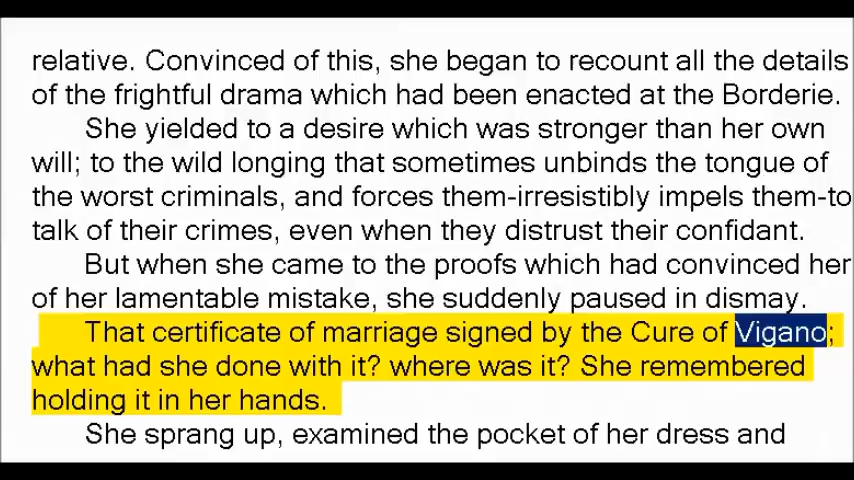 relative. Convinced of this, she began to recount all the details
of the frightful drama which had been enacted at the Borderie.
She yielded to a desire which was stronger than her own
will; to the wild longing that sometimes unbinds the tongue of
the worst criminals, and forces them-irresistibly impels them-to
talk of their crimes, even when they distrust their confidant.
But when she came to the proofs which had convinced her
of her lamentable mistake, she suddenly paused in dismay.
That certificate of marriage signed by the Cure of Vigano;
what had she done with it? where was it? She remembered
holding it in her hands.
She sprang up, examined the pocket of her dress and